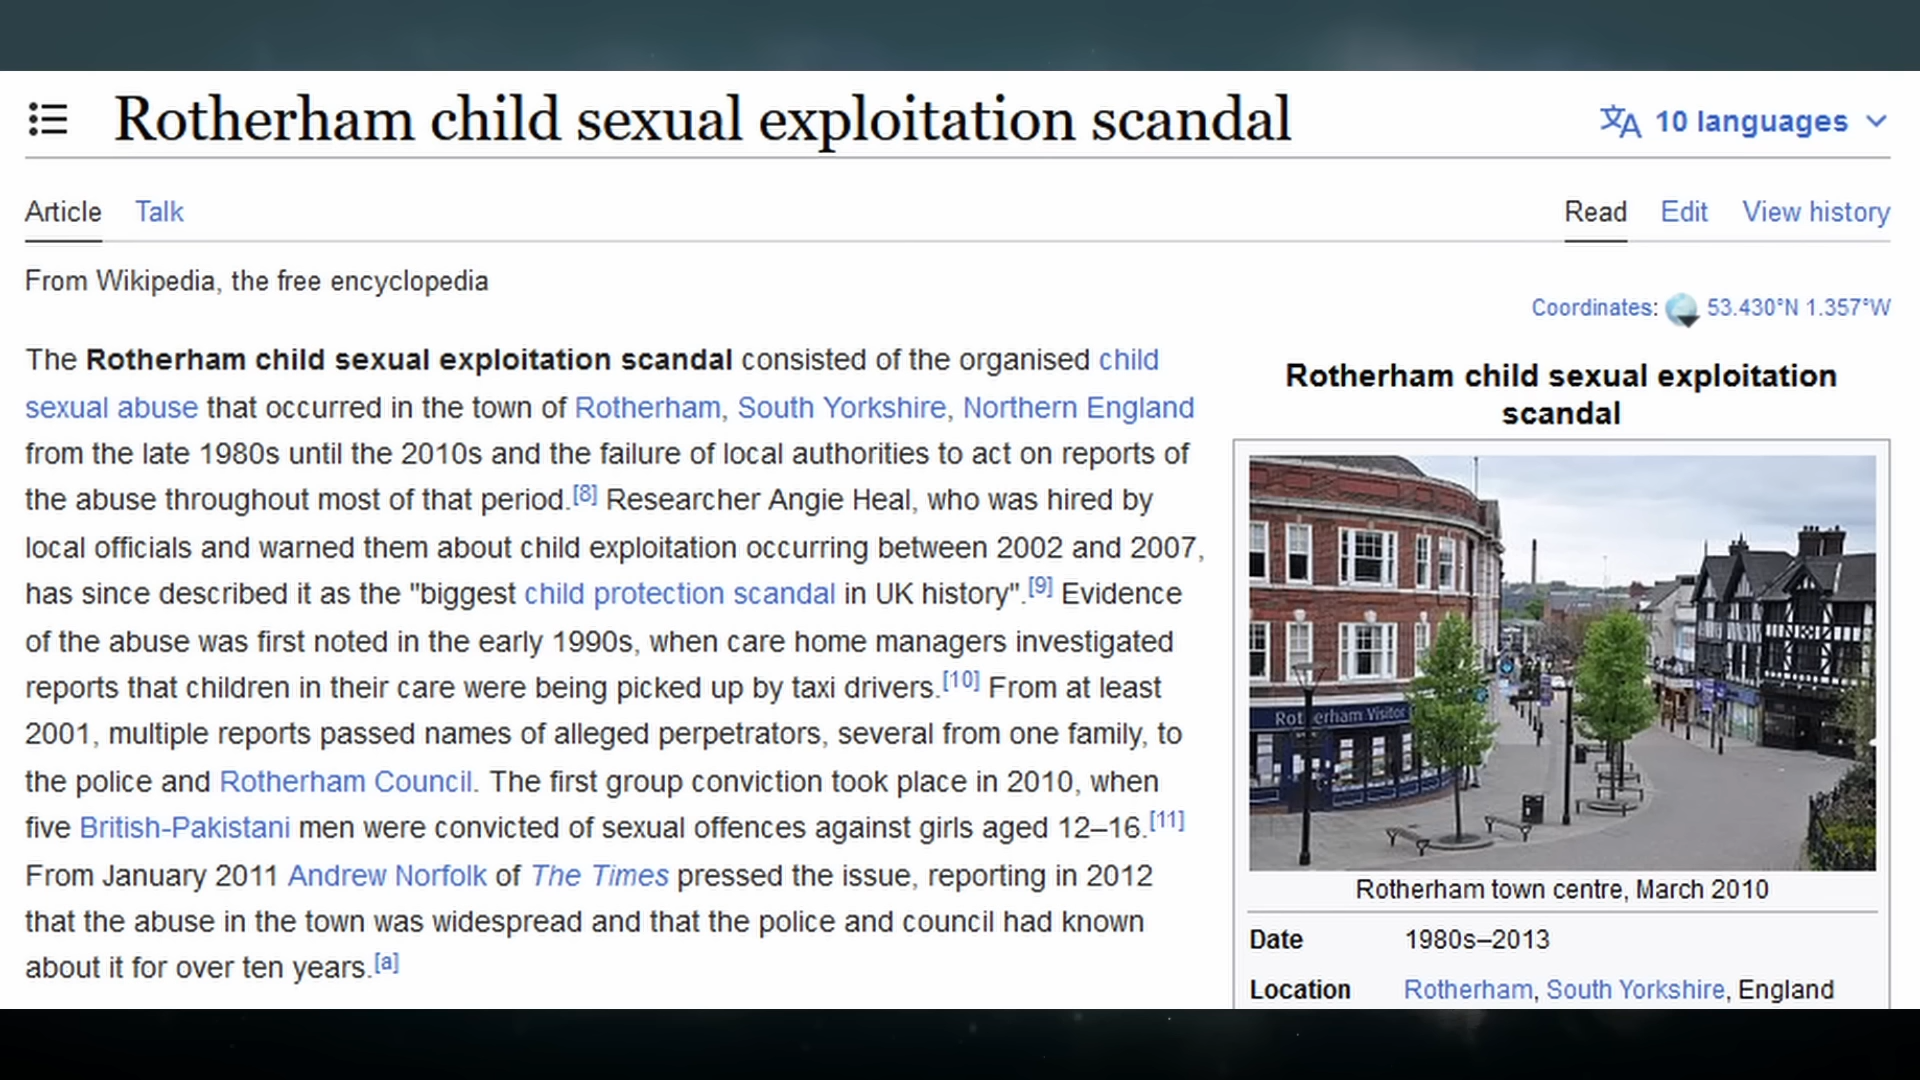 Rotherham child sexual exploitation scandal
10 languages
Article Talk
Read Edit View history
From Wikipedia, the free encyclopedia
Coordinates: 53.430°N 1.357°W
The Rotherham child sexual exploitation scandal consisted of the organised child
sexual abuse that occurred in the town of Rotherham, South Yorkshire, Northern England
from the late 1980s until the 2010s and the failure of local authorities to act on reports of
the abuse throughout most of that period.[8] Researcher Angie Heal, who was hired by
local officials and warned them about child exploitation occurring between 2002 and 2007,
has since described it as the "biggest child protection scandal in UK history".[9] Evidence
of the abuse was first noted in the early 1990s, when care home managers investigated
reports that children in their care were being picked up by taxi drivers.[10] From at least
2001, multiple reports passed names of alleged perpetrators, several from one family, to
the police and Rotherham Council. The first group conviction took place in 2010, when
five British-Pakistani men were convicted of sexual offences against girls aged 12–16.[11]
From January 2011 Andrew Norfolk of The Times pressed the issue, reporting in 2012
that the abuse in the town was widespread and that the police and council had known
about it for over ten years.[a]
Rotherham child sexual exploitation
scandal
Rotherham Visitor
Rotherham town centre, March 2010
Date 1980s–2013
Location Rotherham, South Yorkshire, England